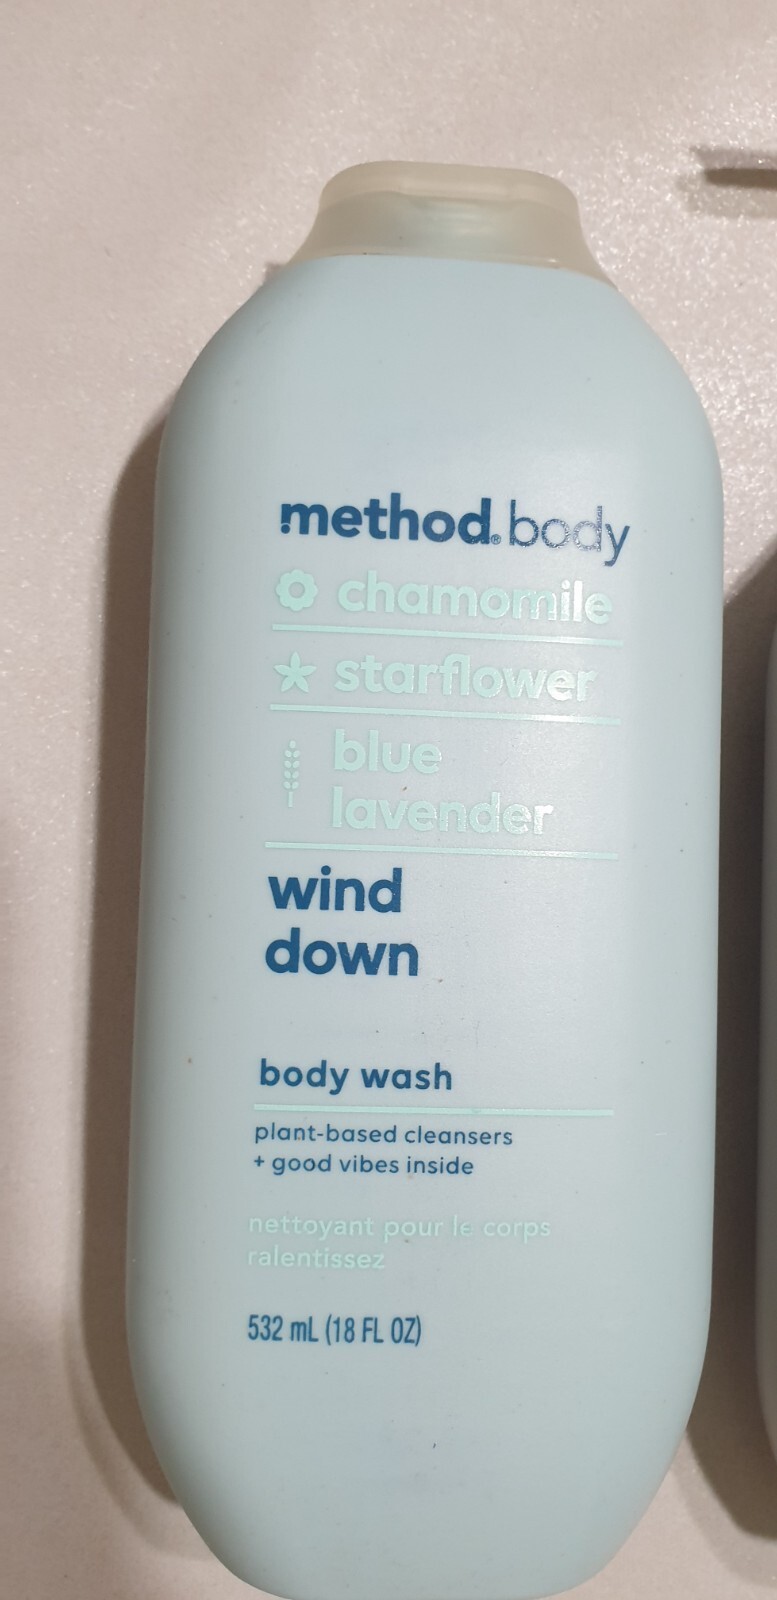 method.® body
chamomile
starflower
blue
lavender
wind
down
body wash
plant-based cleansers
+ good vibes inside
nettoyant pour le corps
ralentissez
532 mL (18 FL OZ)